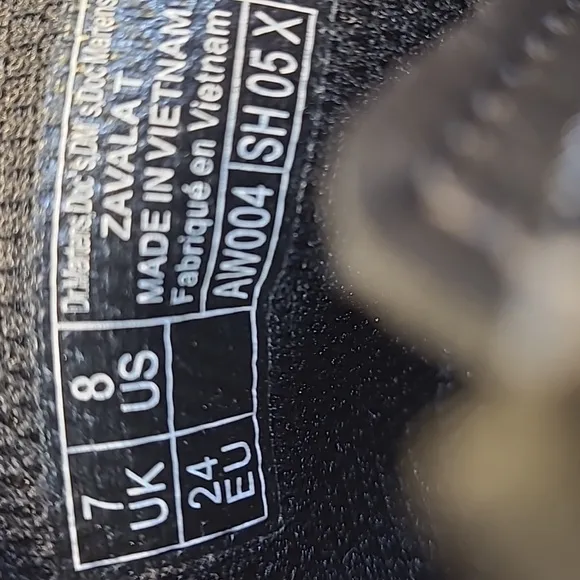 Dr.Martens.Doc's.DM's.Doc Martens
ZAVALA T
MADE IN VIETNAM
Fabriqué en Vietnam
AW004 SH 05 X
8 US
7 UK
24 EU